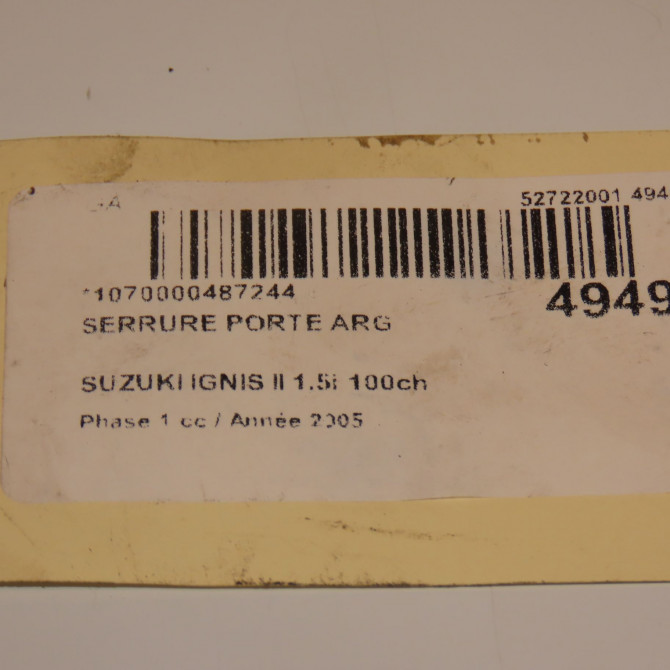 52722001 494
*1070000487244
4949
SERRURE PORTE ARG
SUZUKI IGNIS II 1.5i 100ch
Phase 1 cc / Année 2005